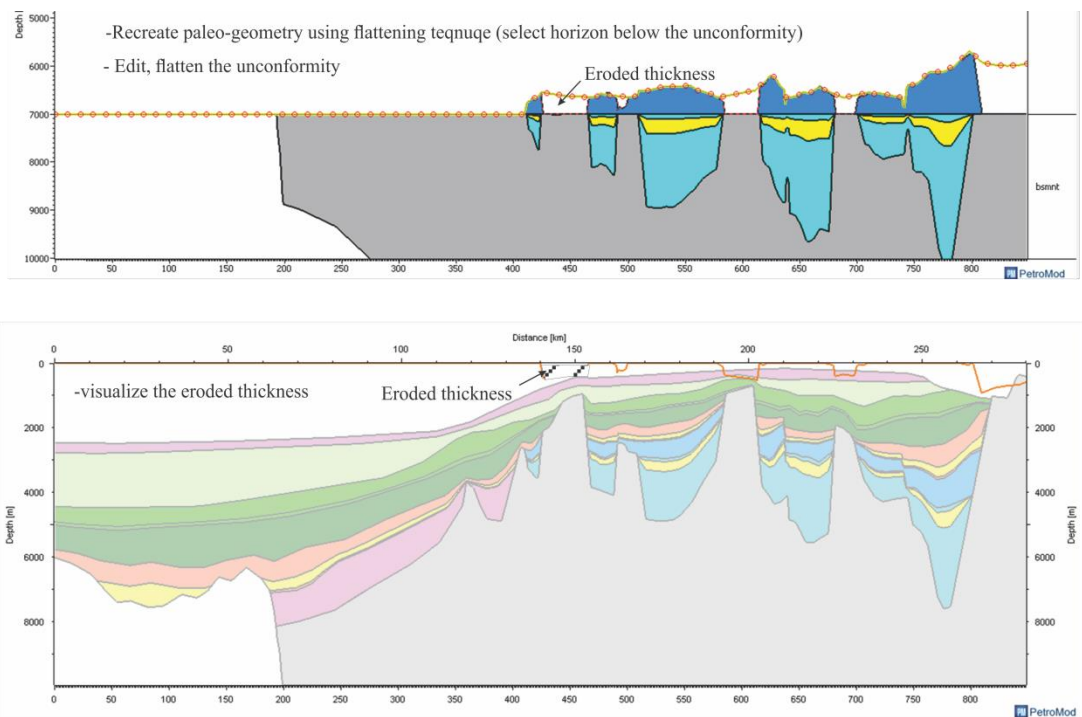 Depth [
5000
6000
7000
8000
9000
10000
-Recreate paleo-geometry using flattening teqnuqe (select horizon below the unconformity)
- Edit, flatten the unconformity
Eroded thickness
bsmnt
0 50 100 150 200 250 300 350 400 450 500 550 600 650 700 750 800
PetroMod
Distance [km]
0 50 100 150 200 250
-visualize the eroded thickness
Eroded thickness
Depth [m]
0
2000
4000
6000
8000
Depth [m]
0
2000
4000
6000
8000
0 50 100 150 200 250 300 350 400 450 500 550 600 650 700 750 800
PetroMod